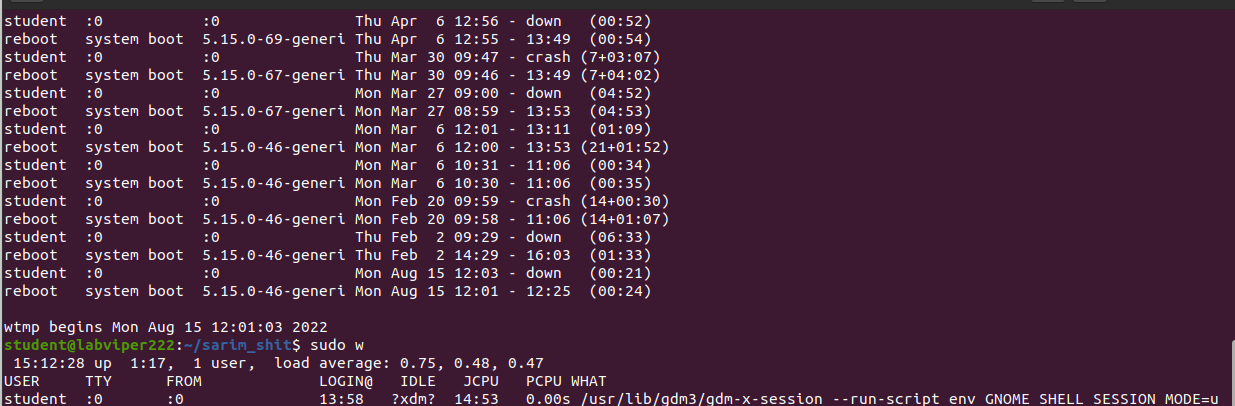 student  :0           :0               Thu Apr  6 12:56 - down   (00:52)
reboot   system boot  5.15.0-69-generi Thu Apr  6 12:55 - 13:49  (00:54)
student  :0           :0               Thu Mar 30 09:47 - crash (7+03:07)
reboot   system boot  5.15.0-67-generi Thu Mar 30 09:46 - 13:49 (7+04:02)
student  :0           :0               Mon Mar 27 09:00 - down   (04:52)
reboot   system boot  5.15.0-67-generi Mon Mar 27 08:59 - 13:53  (04:53)
student  :0           :0               Mon Mar  6 12:01 - 13:11  (01:09)
reboot   system boot  5.15.0-46-generi Mon Mar  6 12:00 - 13:53 (21+01:52)
student  :0           :0               Mon Mar  6 10:31 - 11:06  (00:34)
reboot   system boot  5.15.0-46-generi Mon Mar  6 10:30 - 11:06  (00:35)
student  :0           :0               Mon Feb 20 09:59 - crash (14+00:30)
reboot   system boot  5.15.0-46-generi Mon Feb 20 09:58 - 11:06 (14+01:07)
student  :0           :0               Thu Feb  2 09:29 - down   (06:33)
reboot   system boot  5.15.0-46-generi Thu Feb  2 14:29 - 16:03  (01:33)
student  :0           :0               Mon Aug 15 12:03 - down   (00:21)
reboot   system boot  5.15.0-46-generi Mon Aug 15 12:01 - 12:25  (00:24)
wtmp begins Mon Aug 15 12:01:03 2022
student@labviper222:~/sarim_shit$ sudo w
 15:12:28 up  1:17,  1 user,  load average: 0.75, 0.48, 0.47
USER     TTY      FROM             LOGIN@   IDLE   JCPU   PCPU WHAT
student  :0       :0               13:58   ?xdm?  14:53   0.00s /usr/lib/gdm3/gdm-x-session --run-script env GNOME_SHELL_SESSION_MODE=u